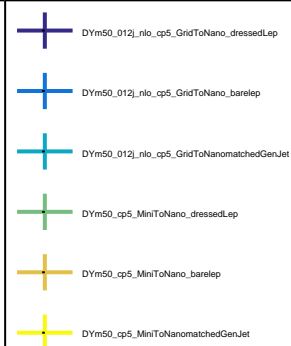 DYm50_012j_nlo_cp5_GridToNano_dressedLep
DYm50_012j_nlo_cp5_GridToNano_barelep
DYm50_012j_nlo_cp5_GridToNanomatchedGenJet
DYm50_cp5_MiniToNano_dressedLep
DYm50_cp5_MiniToNano_barelep
DYm50_cp5_MiniToNanomatchedGenJet